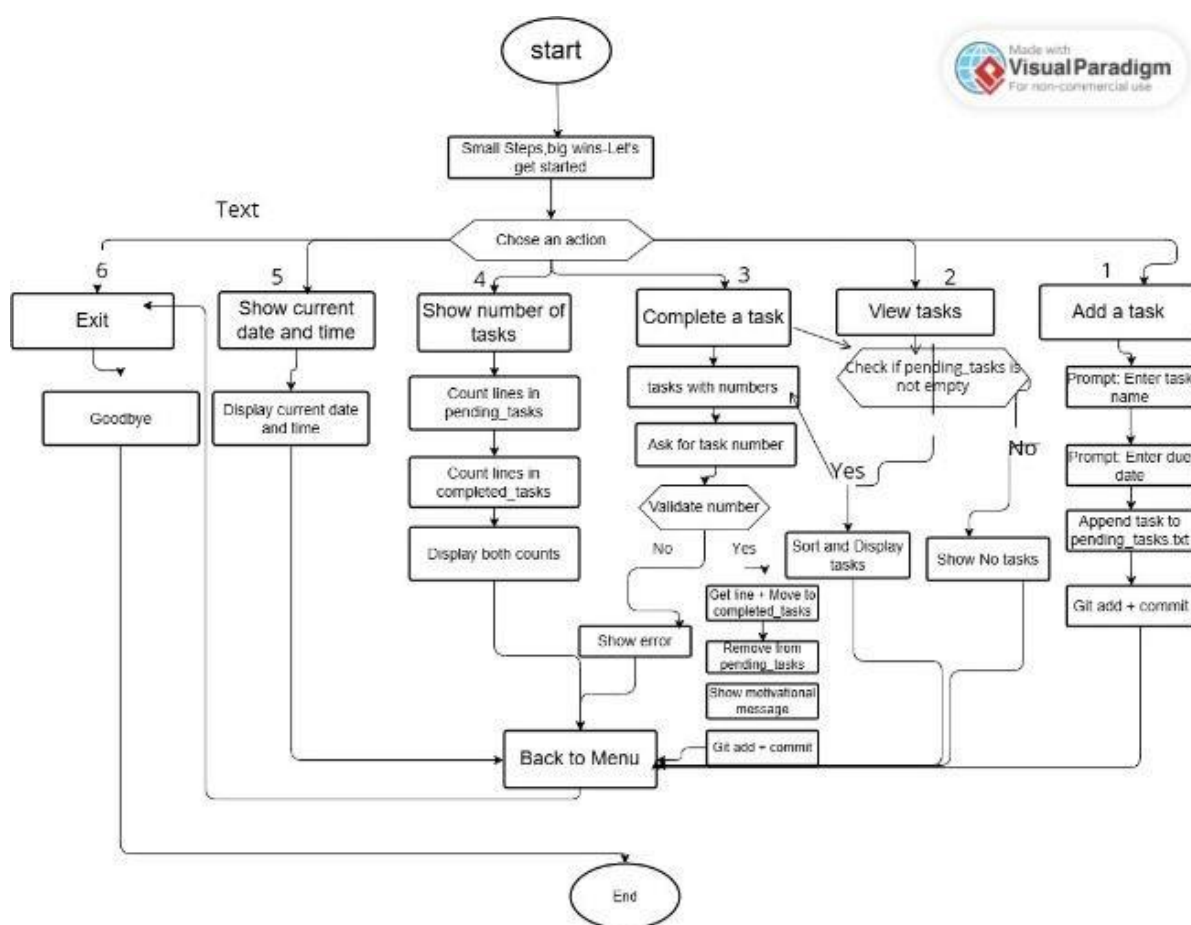 start
Made with
Visual Paradigm
For non-commercial use
Small Steps,big wins-Let's
get started
Text
Chose an action
6
5
4
3
2
1
Exit
Show current
date and time
Show number of
tasks
Complete a task
View tasks
Add a task
Check if pending_tasks is
not empty
Prompt: Enter task
name
Count lines in
pending_tasks
tasks with numbers
Goodbye
Display current date
and time
Ask for task number
No
Prompt: Enter due
date
Yes
Count lines in
completed_tasks
Validate number
Append task to
pending_tasks.txt
Display both counts
No
Yes
Sort and Display
tasks
Show No tasks
Get line + Move to
completed_tasks
Git add + commit
Show error
Remove from
pending_tasks
Show motivational
message
Back to Menu
Git add + commit
End